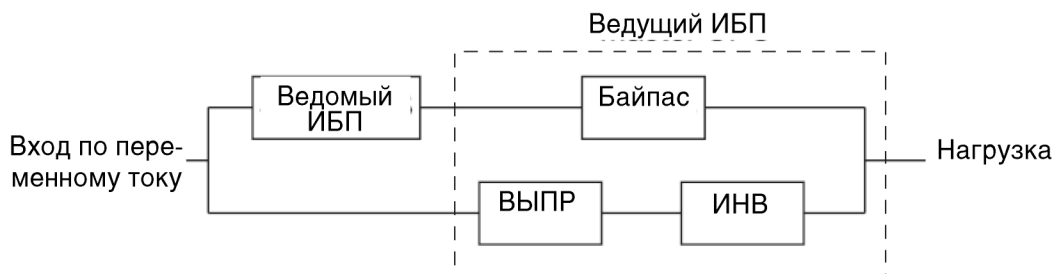 Ведущий ИБП
Ведомый
ИБП
Байпас
Вход по пере-
менному току
Нагрузка
ВЫПР
ИНВ